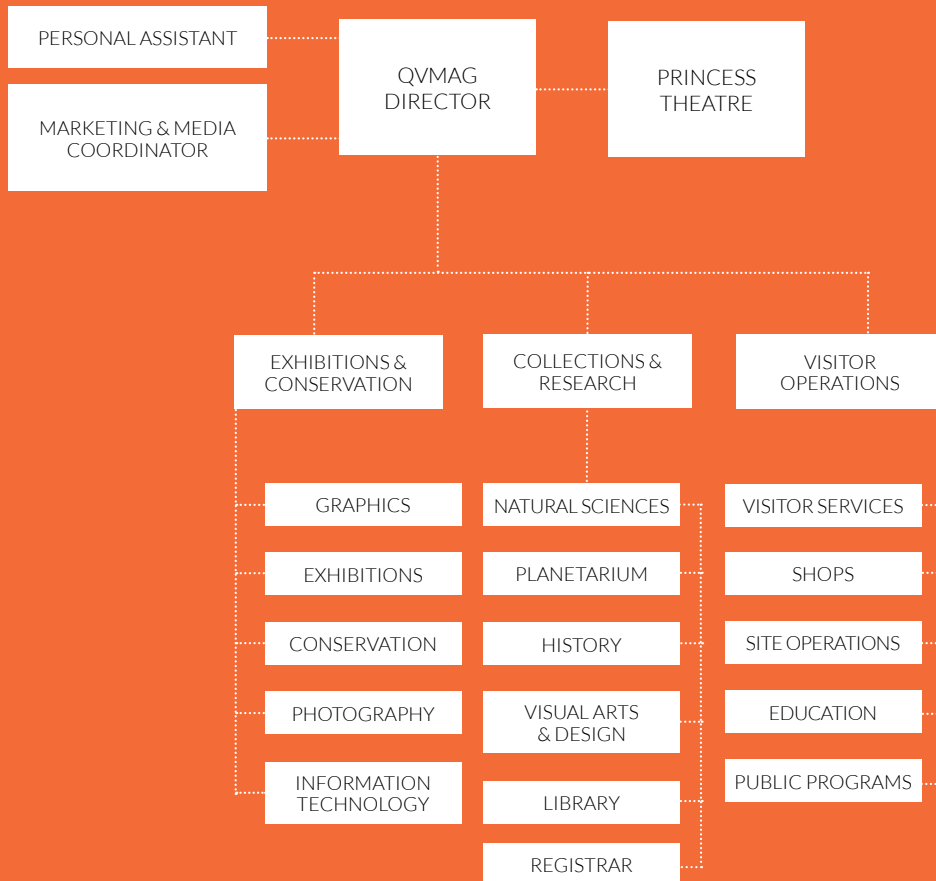 PERSONAL ASSISTANT
QVMAG
DIRECTOR
PRINCESS
THEATRE
MARKETING & MEDIA
COORDINATOR
EXHIBITIONS &
CONSERVATION
COLLECTIONS &
RESEARCH
VISITOR
OPERATIONS
GRAPHICS
EXHIBITIONS
CONSERVATION
PHOTOGRAPHY
INFORMATION
TECHNOLOGY
NATURAL SCIENCES
PLANETARIUM
HISTORY
VISUAL ARTS
& DESIGN
LIBRARY
REGISTRAR
VISITOR SERVICES
SHOPS
SITE OPERATIONS
EDUCATION
PUBLIC PROGRAMS